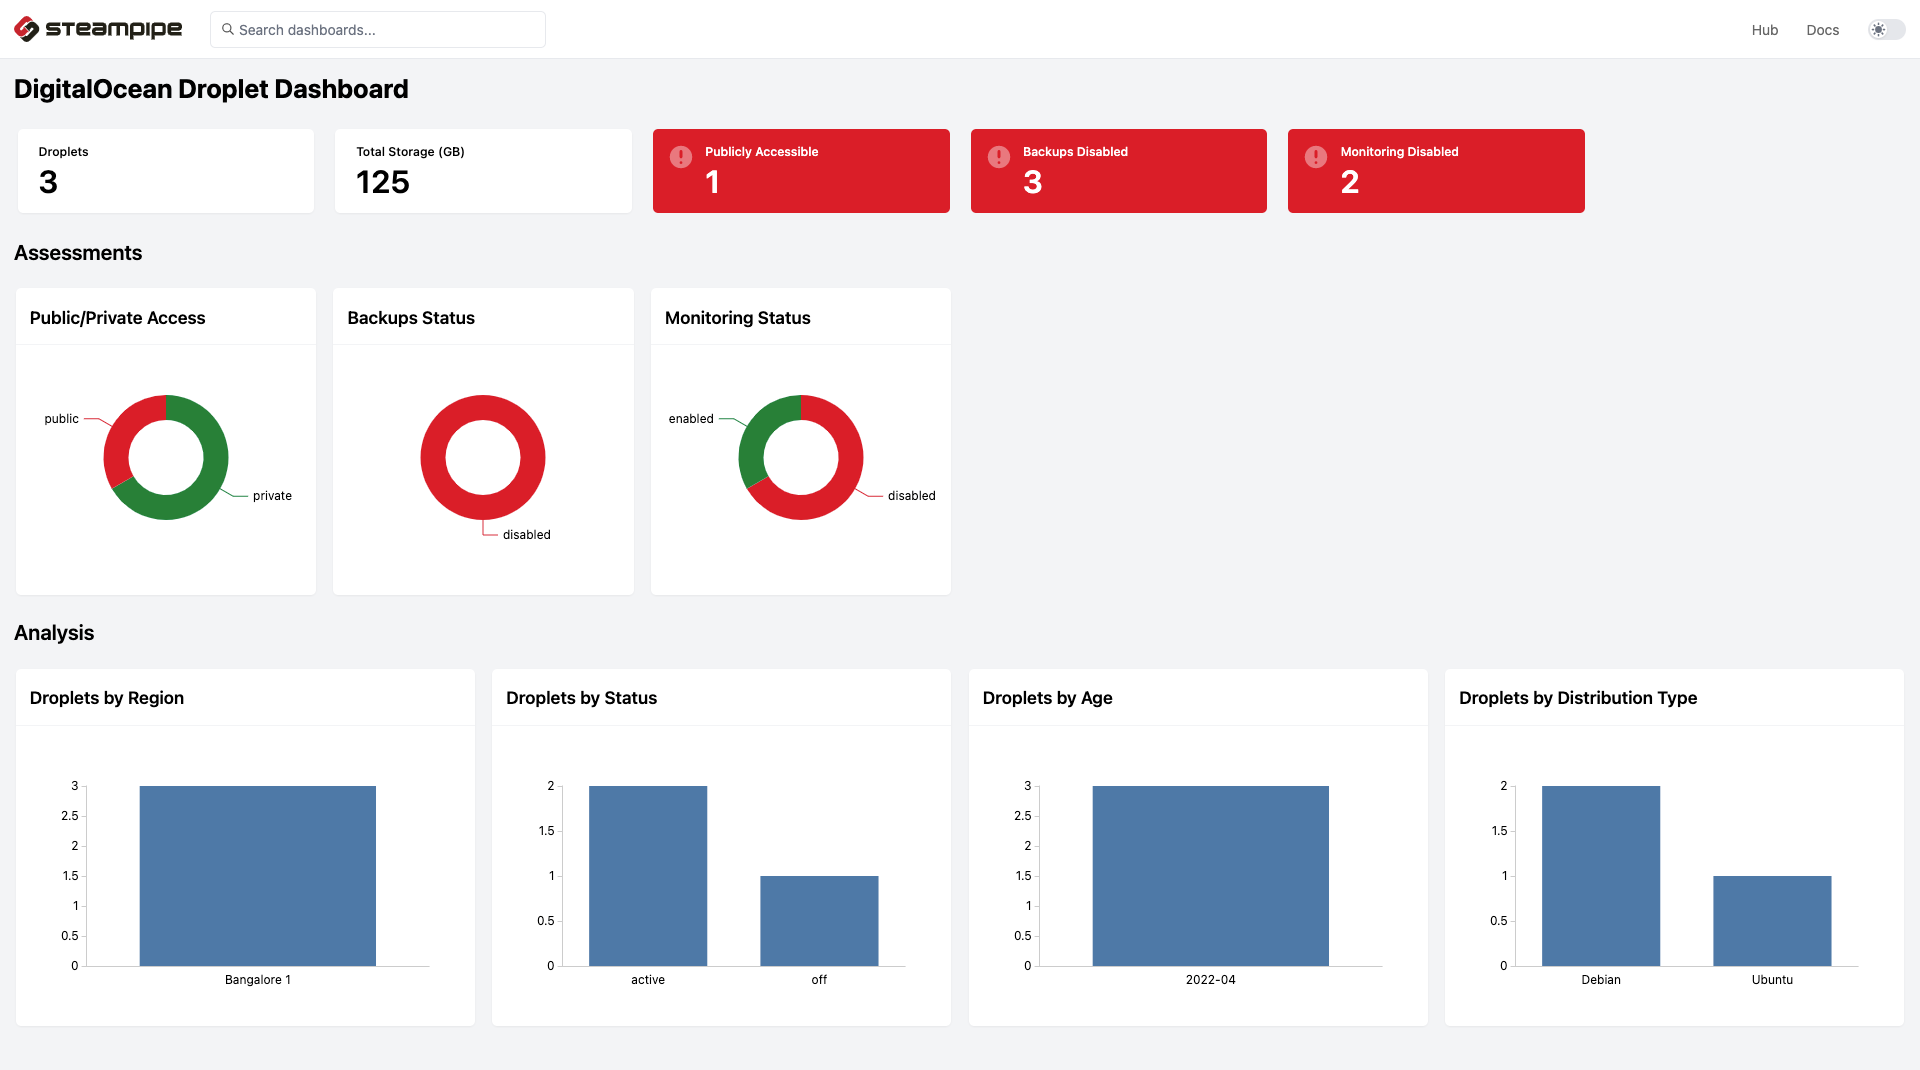 steampipe
Search dashboards...
Hub
Docs
DigitalOcean Droplet Dashboard
Droplets
3
Total Storage (GB)
125
Publicly Accessible
1
Backups Disabled
3
Monitoring Disabled
2
Assessments
Public/Private Access
public
private
Backups Status
disabled
Monitoring Status
enabled
disabled
Analysis
Droplets by Region
3
2.5
2
1.5
1
0.5
0
Bangalore 1
Droplets by Status
2
1.5
1
0.5
0
active
off
Droplets by Age
3
2.5
2
1.5
1
0.5
0
2022-04
Droplets by Distribution Type
2
1.5
1
0.5
0
Debian
Ubuntu